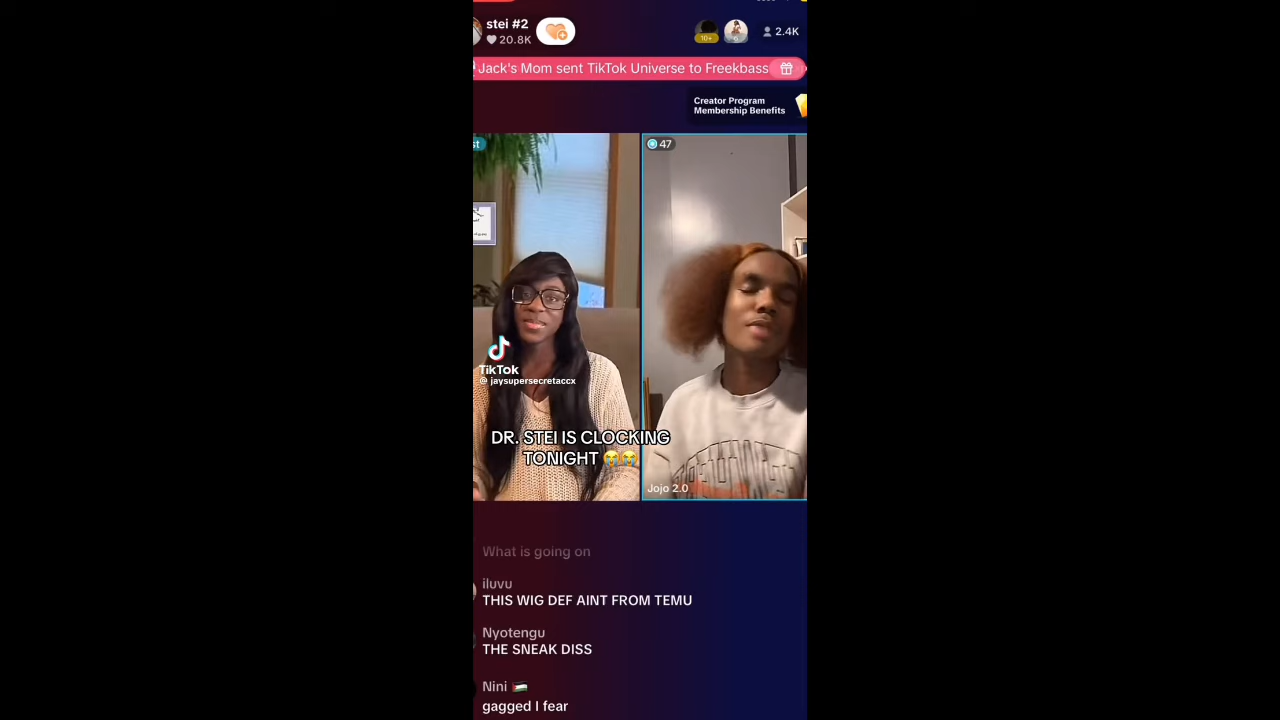 stei #2
20.8K
10+
2.4K
Jack's Mom sent TikTok Universe to Freekbass
Creator Program
Membership Benefits
st
47
TikTok
@ jaysupersecretaccx
DR. STEI IS CLOCKING
TONIGHT 😭😭
Jojo 2.0
What is going on
iluvu
THIS WIG DEF AINT FROM TEMU
Nyotengu
THE SNEAK DISS
Nini 🇵🇸
gagged I fear